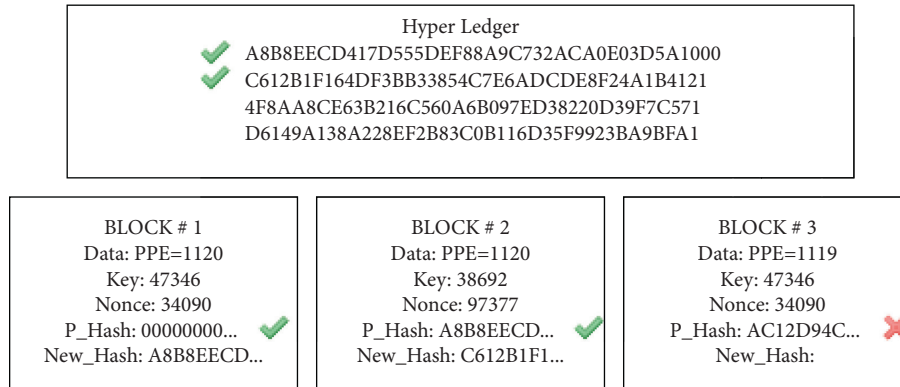 Hyper Ledger
A8B8EECD417D555DEF88A9C732ACA0E03D5A1000
C612B1F164DF3BB33854C7E6ADCDE8F24A1B4121
4F8AA8CE63B216C560A6B097ED38220D39F7C571
D6149A138A228EF2B83C0B116D35F9923BA9BFA1
BLOCK # 1
Data: PPE=1120
Key: 47346
Nonce: 34090
P_Hash: 00000000...
New_Hash: A8B8EECD...
BLOCK # 2
Data: PPE=1120
Key: 38692
Nonce: 97377
P_Hash: A8B8EECD...
New_Hash: C612B1F1...
BLOCK # 3
Data: PPE=1119
Key: 47346
Nonce: 34090
P_Hash: AC12D94C...
New_Hash: